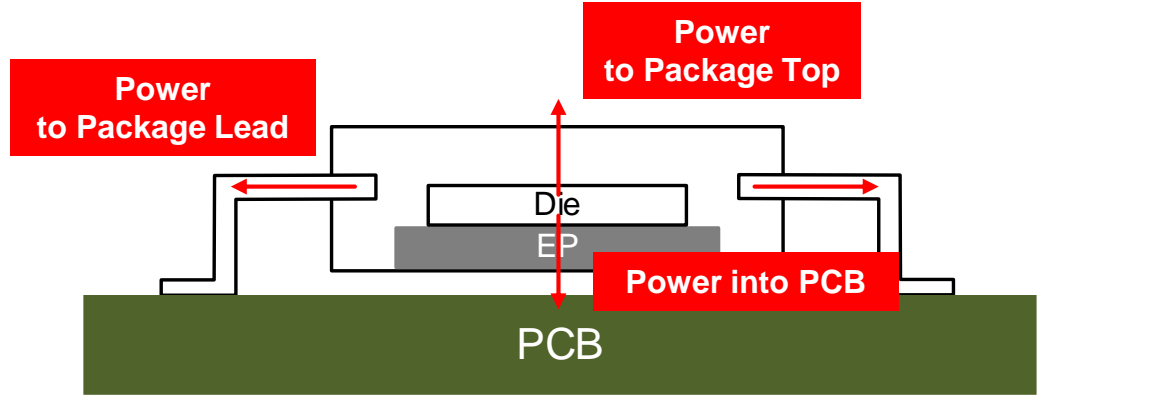 Power
to Package Top
Power
to Package Lead
Die
EP
Power into PCB
PCB